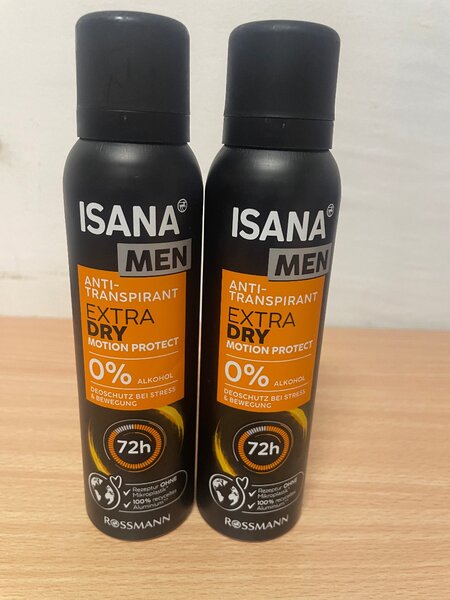 ISANA
MEN
ANTI-
TRANSPIRANT
EXTRA
DRY
MOTION PROTECT
0% ALKOHOL
DEOSCHUTZ BEI STRESS
& BEWEGUNG
72h
Rezeptur OHNE
Mikroplastik
100% recyceltes
Aluminium
ROSSMANN
ISANA
MEN
ANTI-
TRANSPIRANT
EXTRA
DRY
MOTION PROTECT
0% ALKOHOL
DEOSCHUTZ BEI STRESS
& BEWEGUNG
72h
Rezeptur OHNE
Mikroplastik
100% recyceltes
Aluminium
ROSSMANN